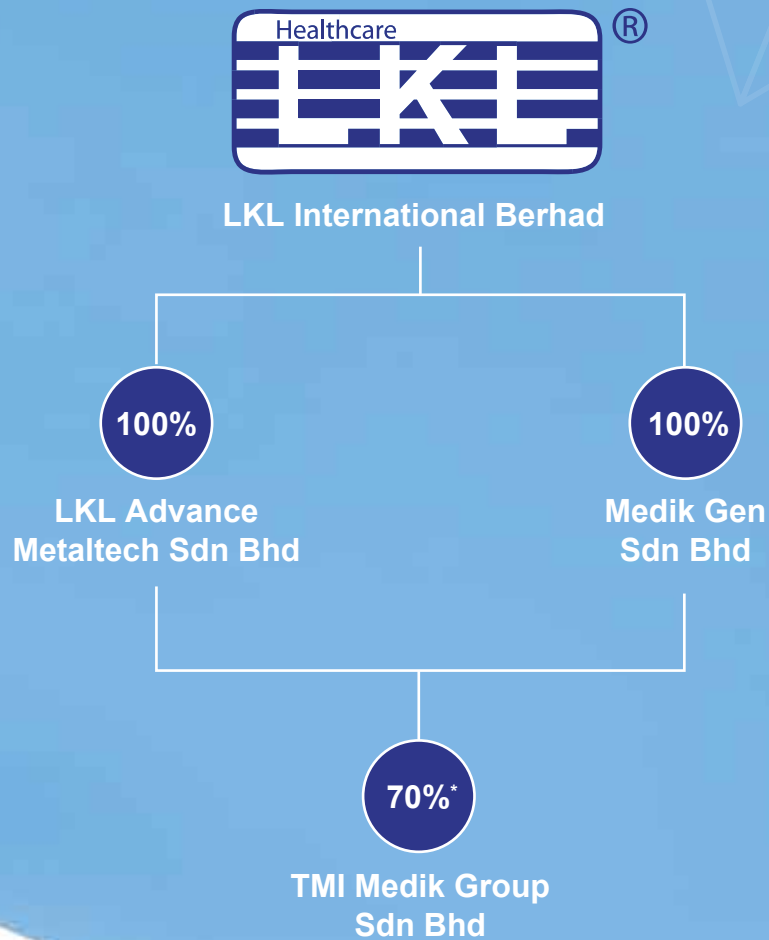 Healthcare
LKL
®
LKL International Berhad
100%
100%
LKL Advance
Metaltech Sdn Bhd
Medik Gen
Sdn Bhd
70%*
TMI Medik Group
Sdn Bhd